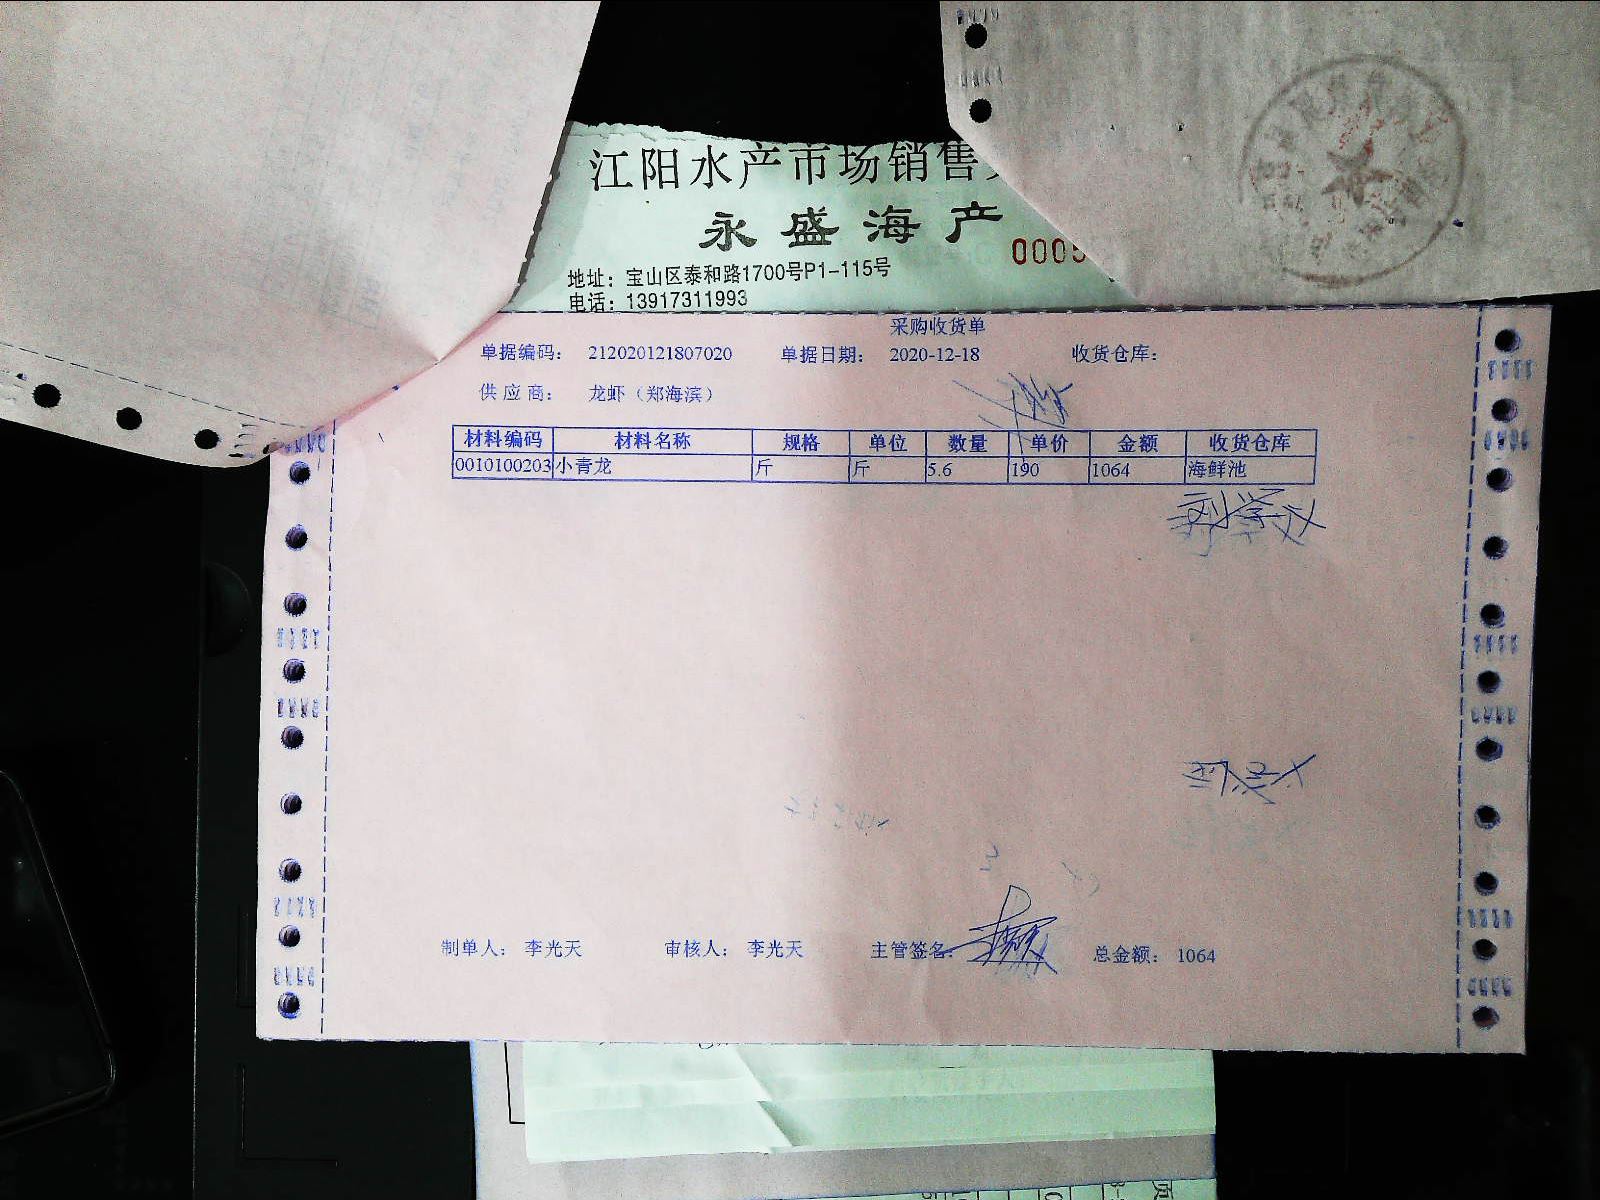 江阳水产市场销售
永盛海产
0005
地址：宝山区泰和路1700号P1-115号
电话：13917311993
采购收货单
单据编码： 212020121807020 单据日期： 2020-12-18 收货仓库：
供应商： 龙虾（郑海滨）
材料编码 材料名称 规格 单位 数量 单价 金额 收货仓库
0010100203 小青龙 斤 斤 5.6 190 1064 海鲜池
制单人： 李光天 审核人： 李光天 主管签名： 总金额： 1064